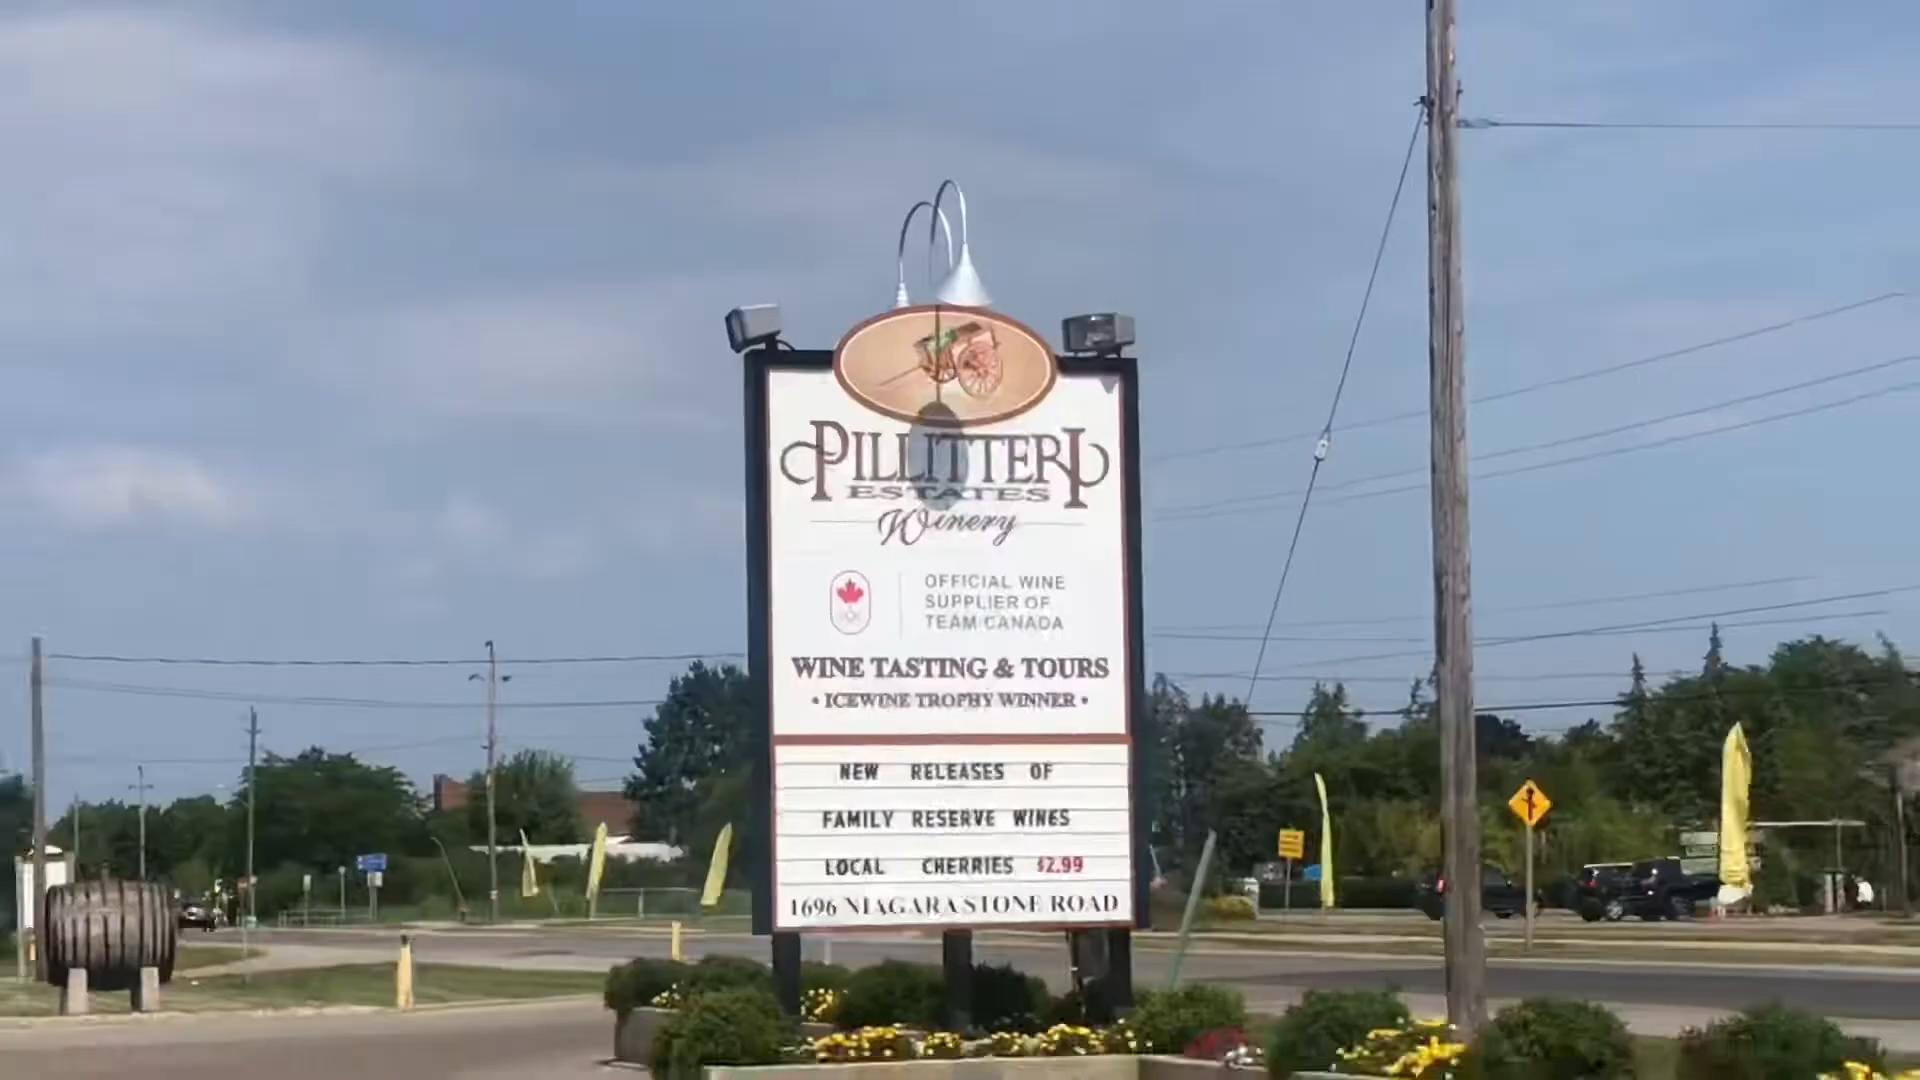 PILLITTERI
ESTATES
Winery
OFFICIAL WINE
SUPPLIER OF
TEAM CANADA
WINE TASTING & TOURS
• ICEWINE TROPHY WINNER •
NEW RELEASES OF
FAMILY RESERVE WINES
LOCAL CHERRIES $2.99
1696 NIAGARA STONE ROAD